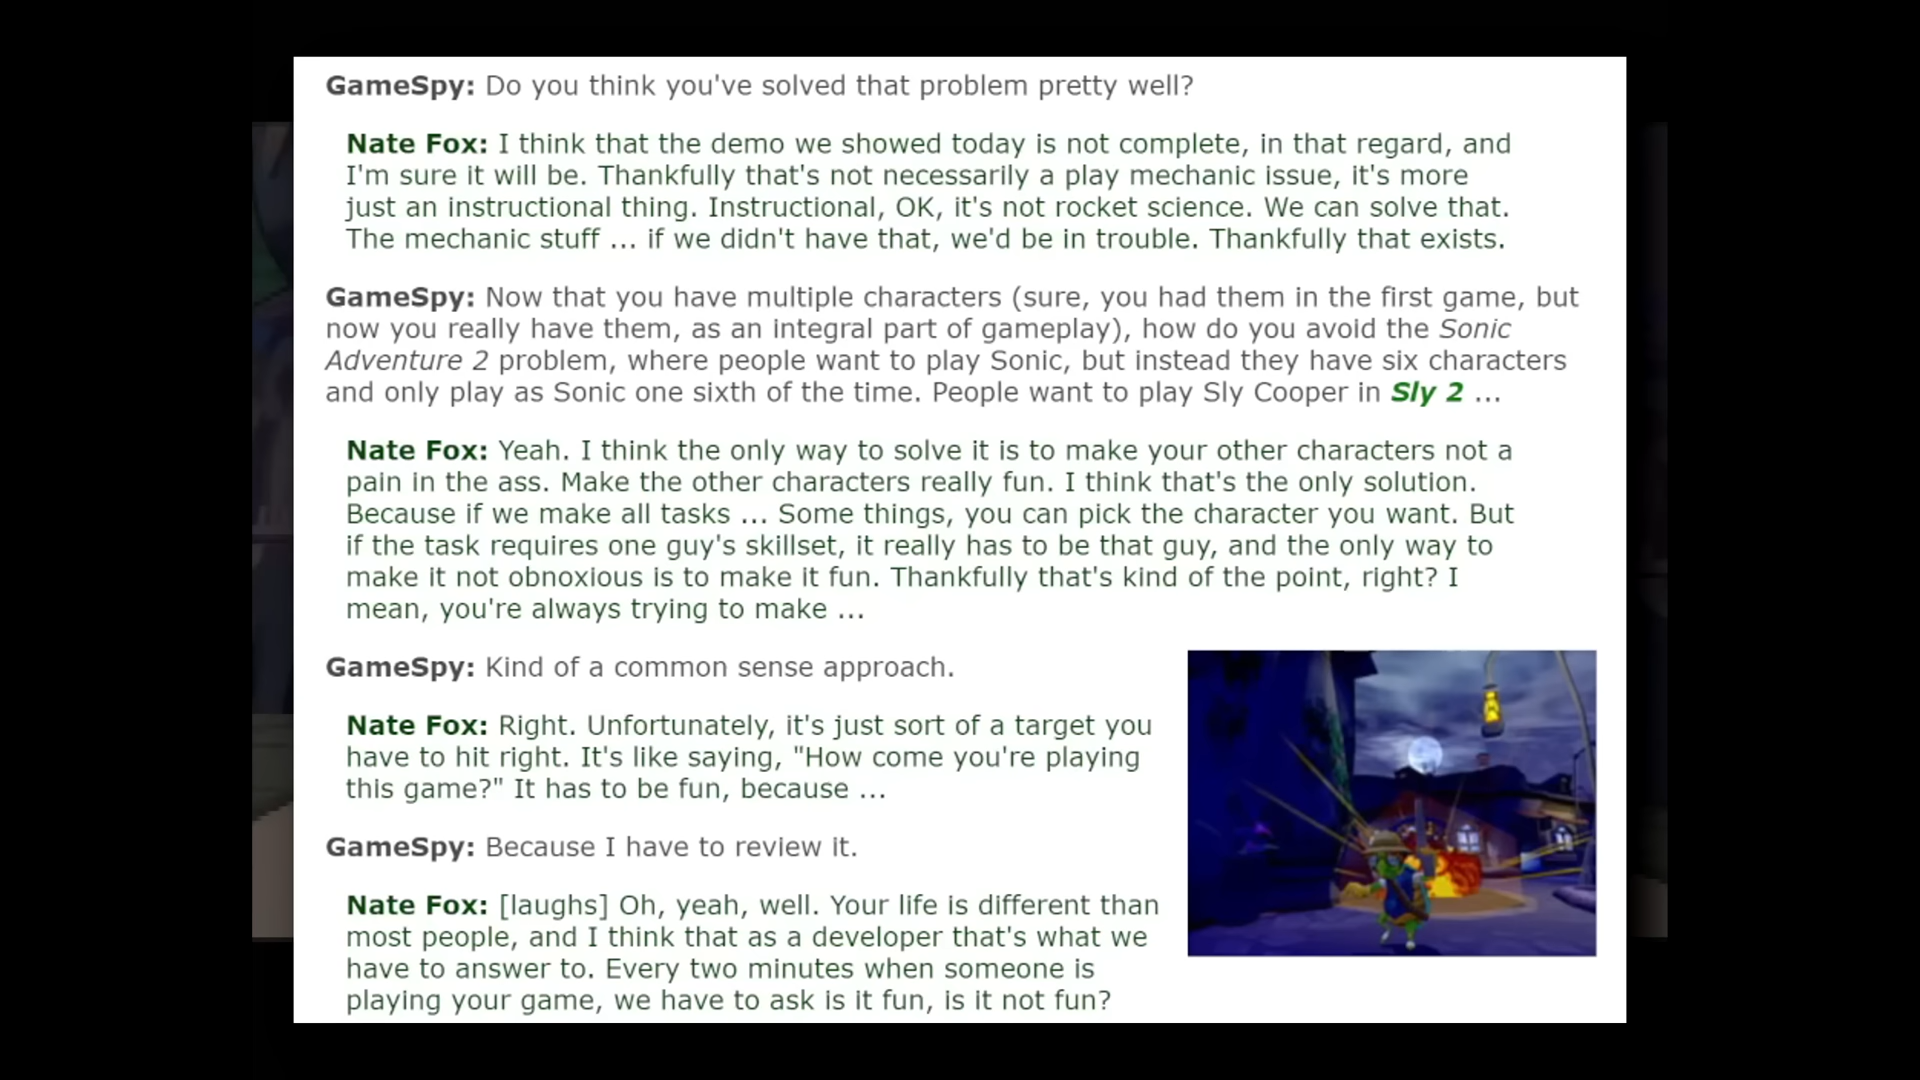 GameSpy: Do you think you've solved that problem pretty well?
Nate Fox: I think that the demo we showed today is not complete, in that regard, and
I'm sure it will be. Thankfully that's not necessarily a play mechanic issue, it's more
just an instructional thing. Instructional, OK, it's not rocket science. We can solve that.
The mechanic stuff ... if we didn't have that, we'd be in trouble. Thankfully that exists.
GameSpy: Now that you have multiple characters (sure, you had them in the first game, but
now you really have them, as an integral part of gameplay), how do you avoid the Sonic
Adventure 2 problem, where people want to play Sonic, but instead they have six characters
and only play as Sonic one sixth of the time. People want to play Sly Cooper in Sly 2 ...
Nate Fox: Yeah. I think the only way to solve it is to make your other characters not a
pain in the ass. Make the other characters really fun. I think that's the only solution.
Because if we make all tasks ... Some things, you can pick the character you want. But
if the task requires one guy's skillset, it really has to be that guy, and the only way to
make it not obnoxious is to make it fun. Thankfully that's kind of the point, right? I
mean, you're always trying to make ...
GameSpy: Kind of a common sense approach.
Nate Fox: Right. Unfortunately, it's just sort of a target you
have to hit right. It's like saying, "How come you're playing
this game?" It has to be fun, because ...
GameSpy: Because I have to review it.
Nate Fox: [laughs] Oh, yeah, well. Your life is different than
most people, and I think that as a developer that's what we
have to answer to. Every two minutes when someone is
playing your game, we have to ask is it fun, is it not fun?